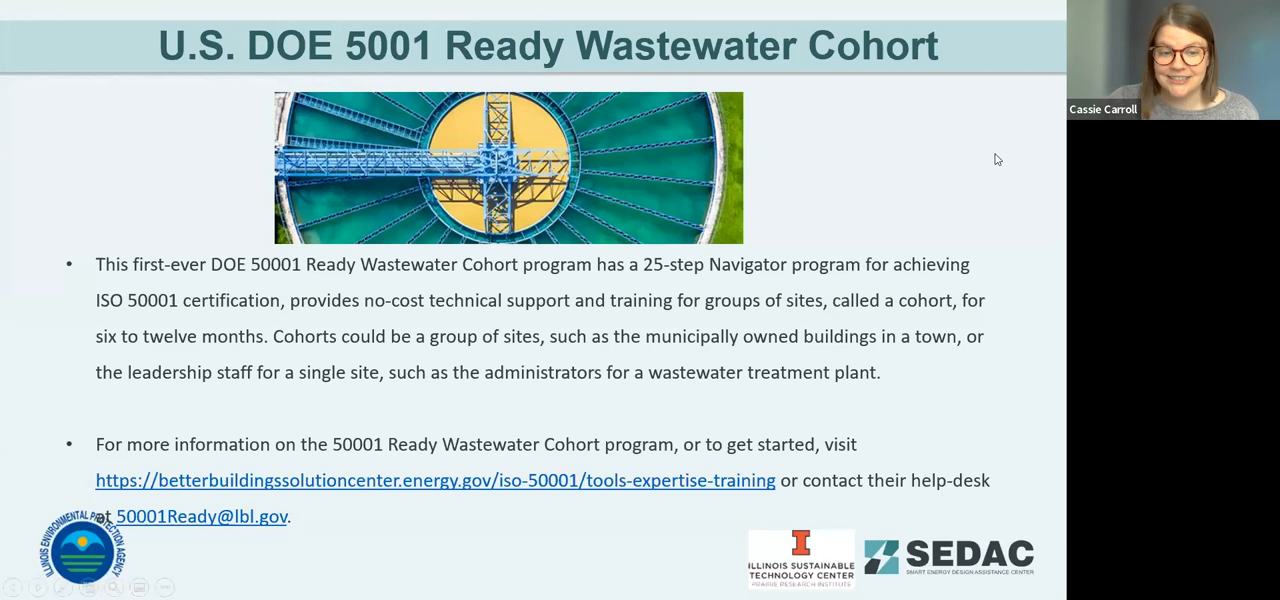 U.S. DOE 5001 Ready Wastewater Cohort
Cassie Carroll
• This first-ever DOE 50001 Ready Wastewater Cohort program has a 25-step Navigator program for achieving
ISO 50001 certification, provides no-cost technical support and training for groups of sites, called a cohort, for
six to twelve months. Cohorts could be a group of sites, such as the municipally owned buildings in a town, or
the leadership staff for a single site, such as the administrators for a wastewater treatment plant.
• For more information on the 50001 Ready Wastewater Cohort program, or to get started, visit
https://betterbuildingssolutioncenter.energy.gov/iso-50001/tools-expertise-training or contact their help-desk
at 50001Ready@lbl.gov.
ILLINOIS ENVIRONMENTAL PROTECTION AGENCY
I
ILLINOIS SUSTAINABLE
TECHNOLOGY CENTER
PRAIRIE RESEARCH INSTITUTE
SEDAC
SMART ENERGY DESIGN ASSISTANCE CENTER